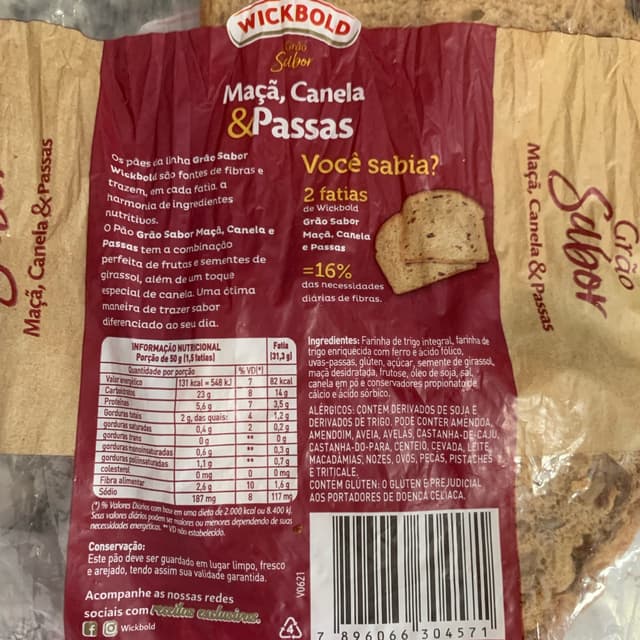 WICKBOLD
Grão
Sabor
Maçã, Canela
&Passas
Os pães da linha Grão Sabor
Wickbold são fontes de fibras e
trazem, em cada fatia, a
harmonia de ingredientes
nutritivos.
O Pão Grão Sabor Maçã, Canela e
Passas tem a combinação
perfeita de frutas e sementes de
girassol, além de um toque
especial de canela. Uma ótima
maneira de trazer sabor
diferenciado ao seu dia.
Você sabia?
2 fatias
de Wickbold
Grão Sabor
Maçã, Canela
e Passas
=16%
das necessidades
diárias de fibras.
INFORMAÇÃO NUTRICIONAL
Porção de 50 g (1,5 fatias)
Fatia
(31,3 g)
Quantidade por porção % VD(*)
Valor energético 131 kcal = 548 kJ 7 82 kcal
Carboidratos 23 g 8 14 g
Proteínas 5,6 g 7 3,5 g
Gorduras totais 2 g, das quais: 4 1,2 g
gorduras saturadas 0,4 g 2 0,2 g
gorduras trans 0 g ** 0 g
gorduras monoinsaturadas 0,6 g ** 0,3 g
gorduras poliinsaturadas 1,1 g ** 0,7 g
colesterol 0 mg 0 0 mg
Fibra alimentar 2,6 g 10 1,6 g
Sódio 187 mg 8 117 mg
(*) % Valores Diários com base em uma dieta de 2.000 kcal ou 8.400 kJ.
Seus valores diários podem ser maiores ou menores dependendo de suas
necessidades energéticas. ** VD não estabelecido.
Conservação:
Este pão deve ser guardado em lugar limpo, fresco
e arejado, tendo assim sua validade garantida.
Acompanhe as nossas redes
sociais com receitas exclusivas.
Wickbold
V0621
4
Ingredientes: Farinha de trigo integral, farinha de
trigo enriquecida com ferro e ácido fólico,
uvas-passas, glúten, açúcar, semente de girassol,
maçã desidratada, frutose, óleo de soja, sal,
canela em pó e conservadores propionato de
cálcio e ácido sórbico.
ALÉRGICOS: CONTÉM DERIVADOS DE SOJA E
DERIVADOS DE TRIGO. PODE CONTER AMÊNDOA,
AMENDOIM, AVEIA, AVELÃS, CASTANHA-DE-CAJU,
CASTANHA-DO-PARÁ, CENTEIO, CEVADA, LEITE,
MACADÂMIAS, NOZES, OVOS, PECÃS, PISTACHES
E TRITICALE.
CONTÉM GLÚTEN: O GLÚTEN É PREJUDICIAL
AOS PORTADORES DE DOENÇA CELÍACA.
7 896066 304571
Maçã, Canela & Passas
Grão
Sabor
Maçã, Canela & Passas